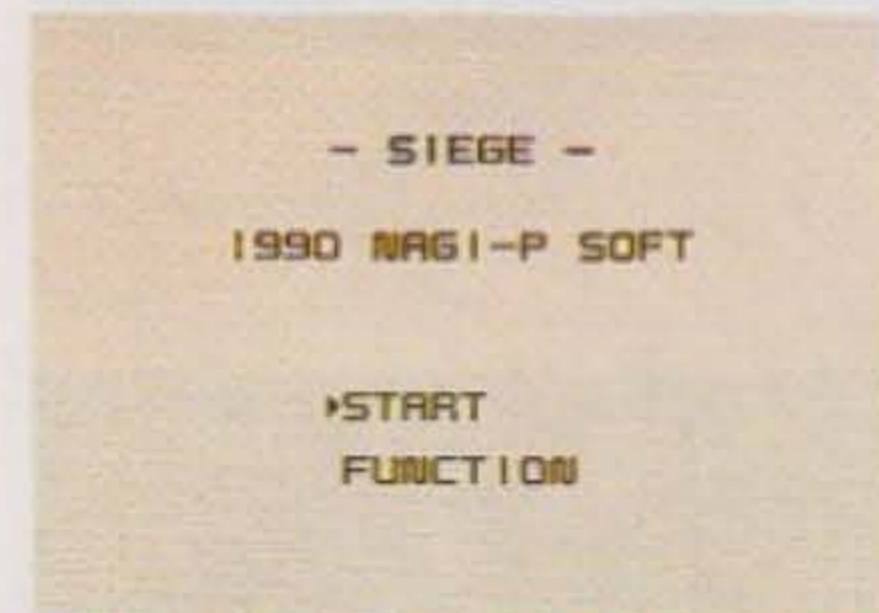 - SIEGE -
1990 NAGI-P SOFT
▸START
FUNCTION